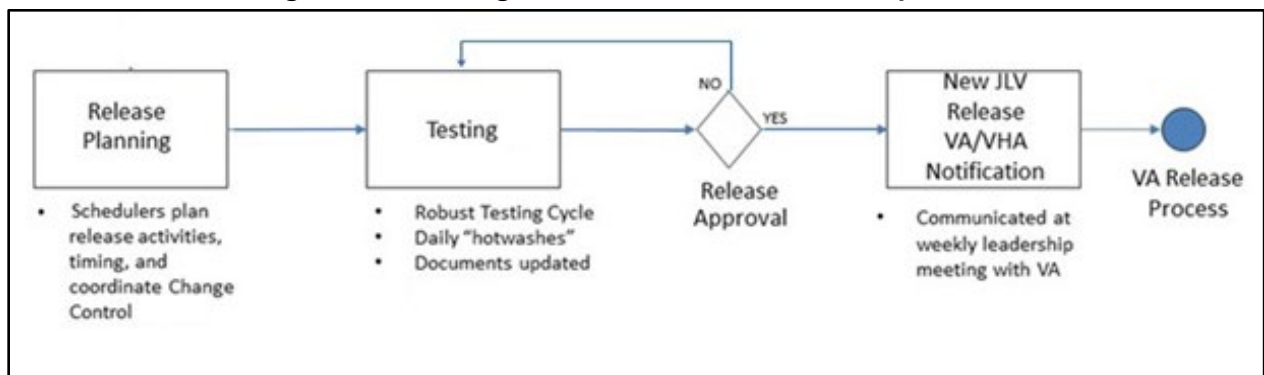 Release
Planning
• Schedulers plan
release activities,
timing, and
coordinate Change
Control
Testing
• Robust Testing Cycle
• Daily “hotwashes”
• Documents updated
NO
YES
Release
Approval
New JLV
Release
VA/VHA
Notification
• Communicated at
weekly leadership
meeting with VA
VA Release
Process